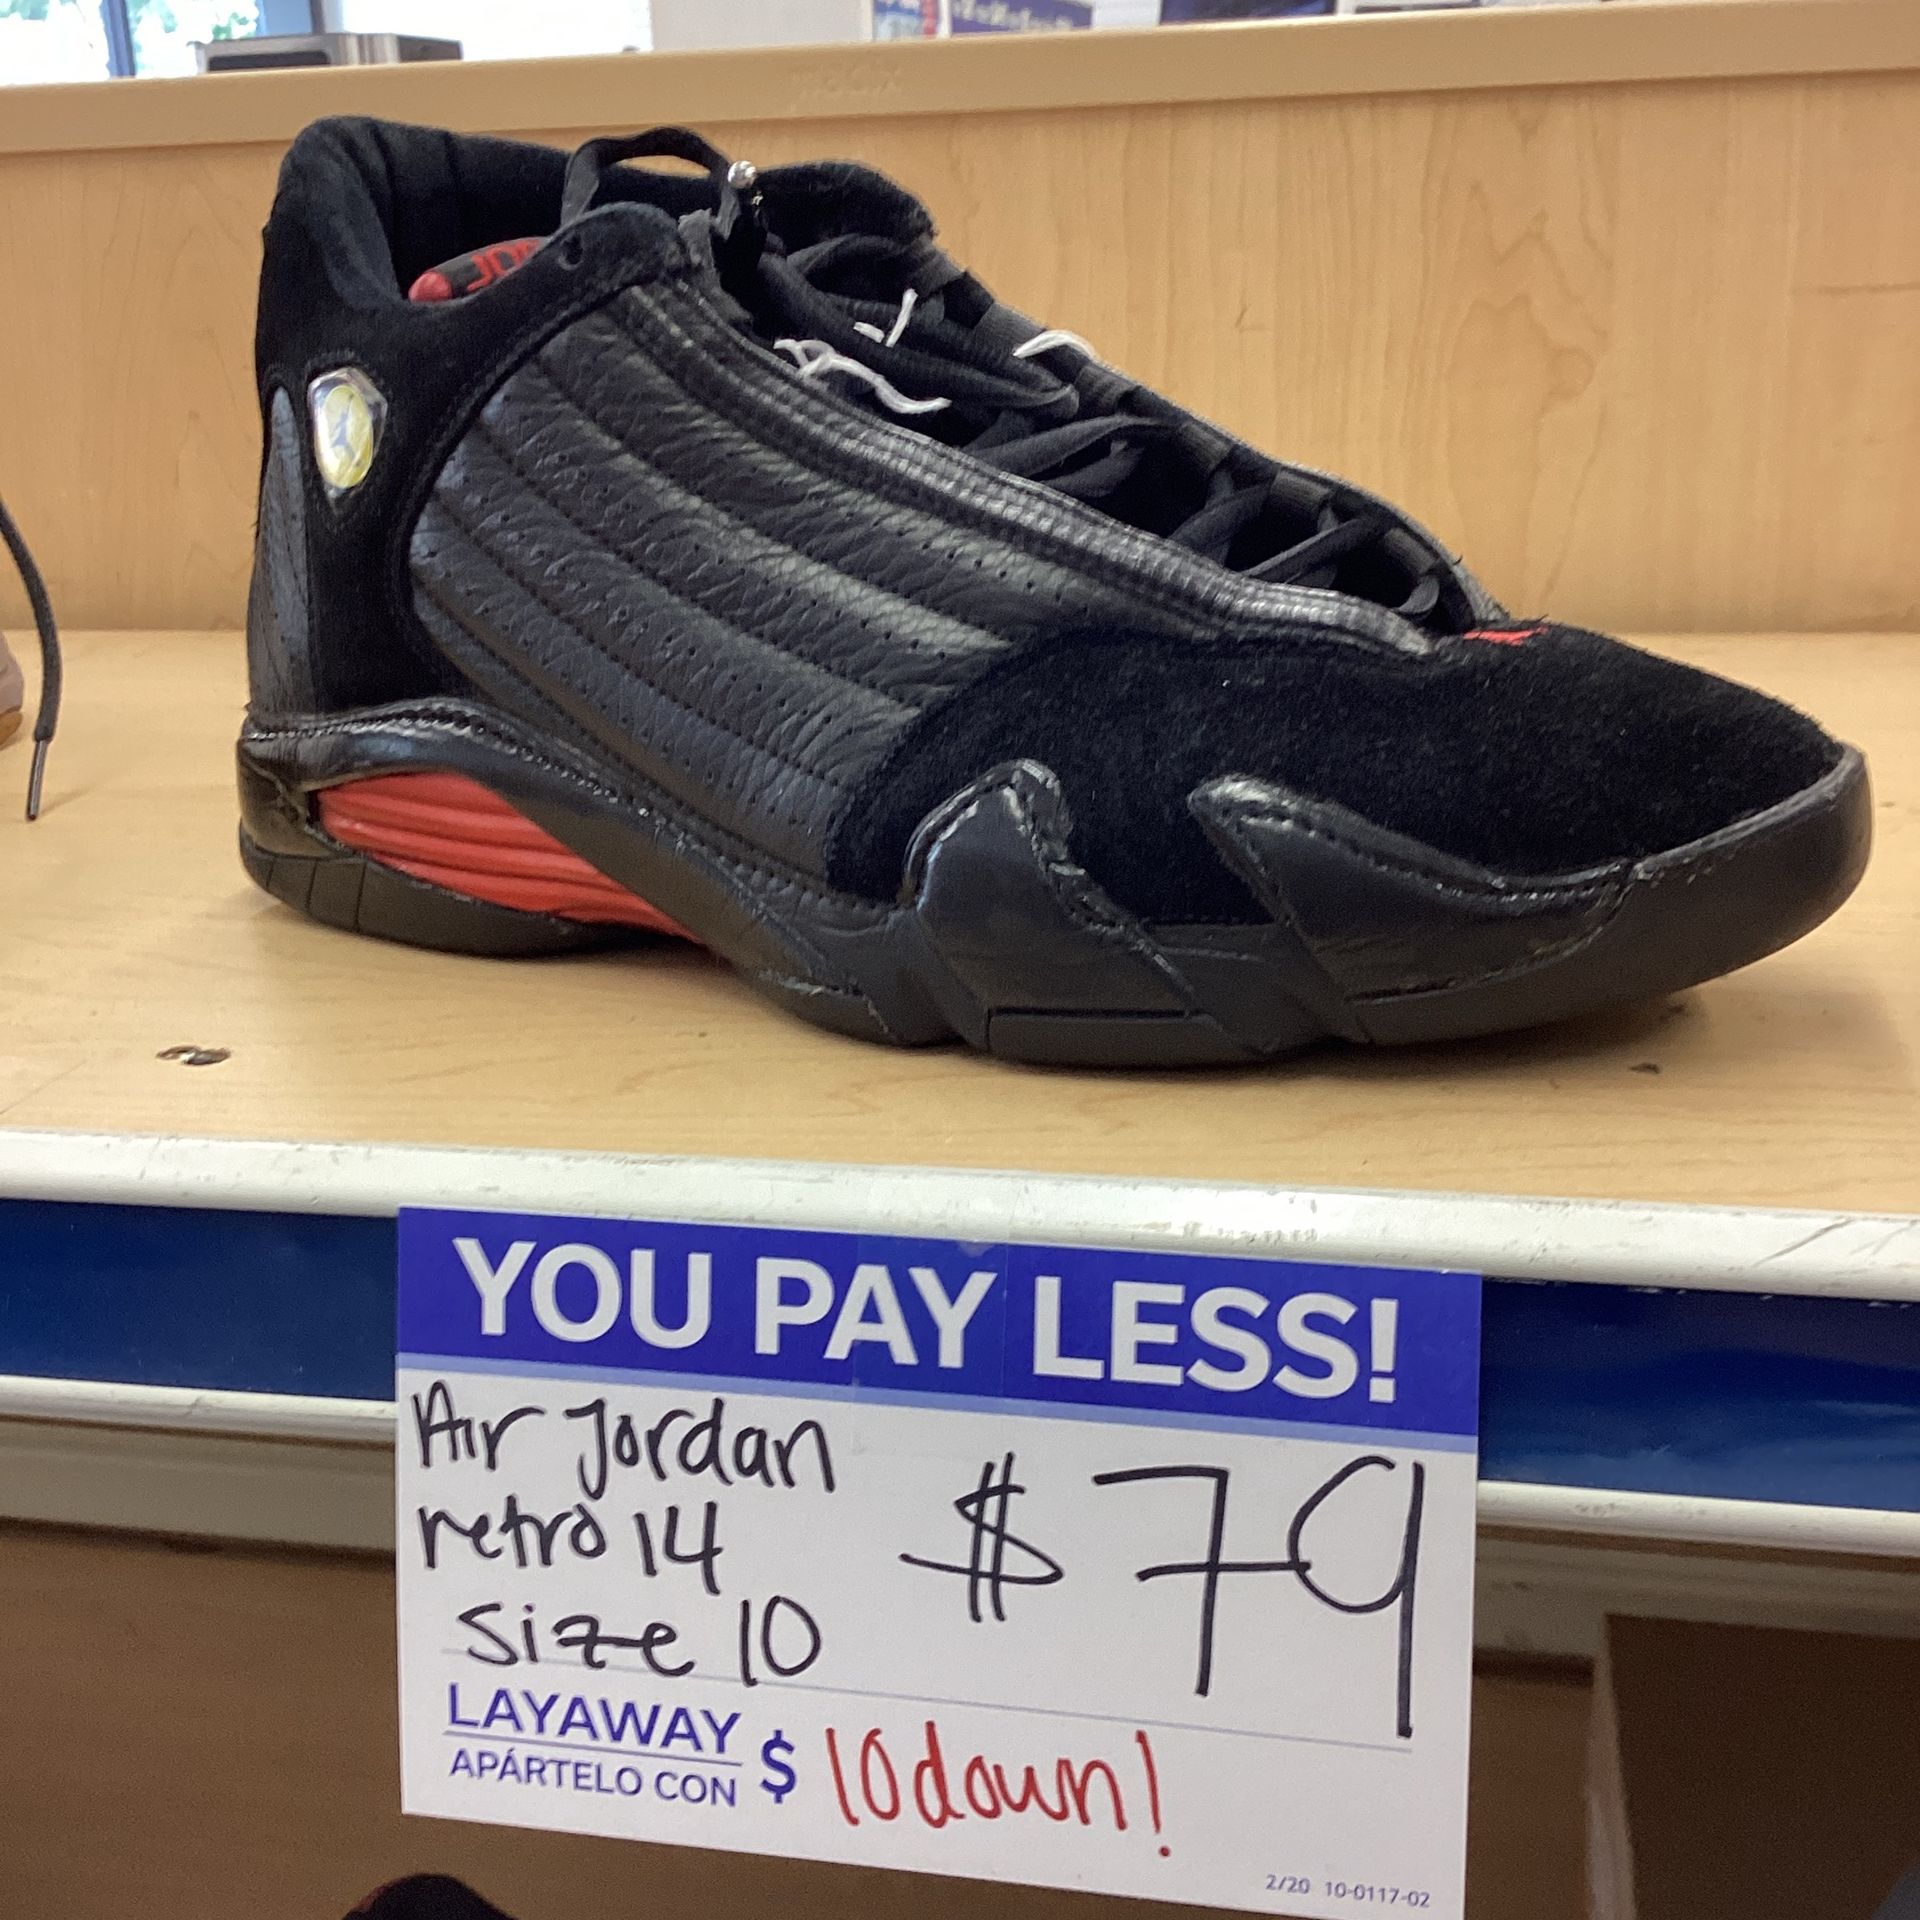 JOR
YOU PAY LESS!
Air Jordan
retro 14
size 10
$79
LAYAWAY
APÁRTELO CON
$ 10 down!
2/20 10-0117-02